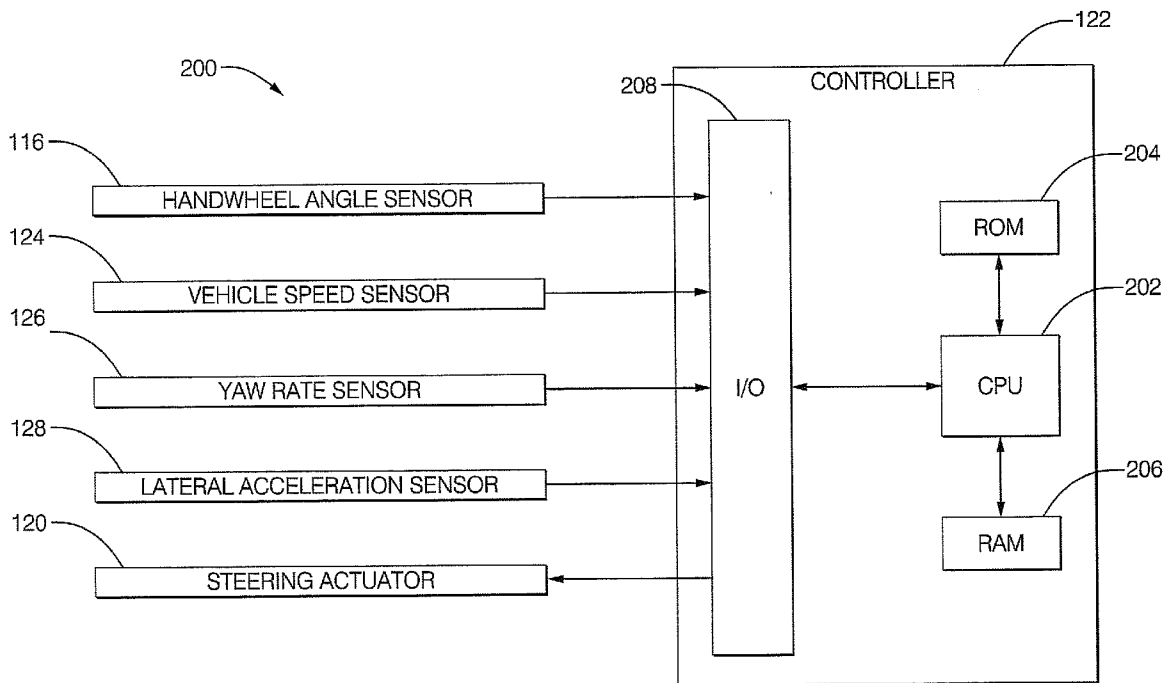 122
200
CONTROLLER
208
116
204
HANDWHEEL ANGLE SENSOR
ROM
124
VEHICLE SPEED SENSOR
202
126
YAW RATE SENSOR
I/O
CPU
128
LATERAL ACCELERATION SENSOR
206
120
RAM
STEERING ACTUATOR